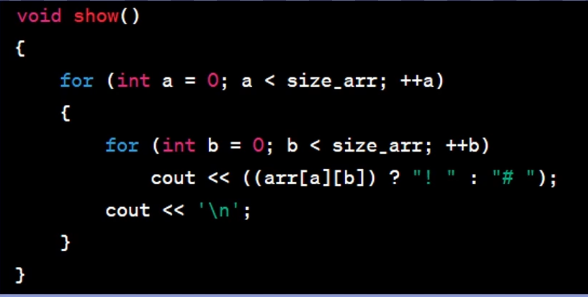 void show()
{
for (int a = 0; a < size_arr; ++a)
{
for (int b = 0; b < size_arr; ++b)
cout << ((arr[a][b]) ? "! " : "# ");
cout << '\n';
}
}